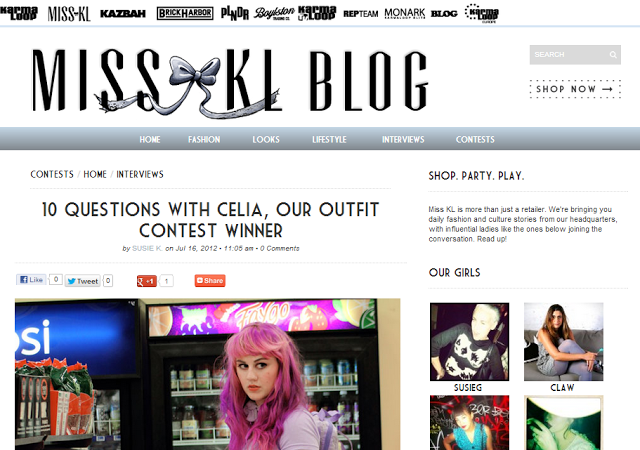 KARMA LOOP MISS KL KAZBAH BRICK HARBOR PLNDR Boylston TRADING CO. KARMA LOOP REPTEAM MONARK BLOG KARMA LOOP
MISS KL BLOG
SEARCH
SHOP NOW →
HOME FASHION LOOKS LIFESTYLE INTERVIEWS CONTESTS
CONTESTS / HOME / INTERVIEWS
10 QUESTIONS WITH CELIA, OUR OUTFIT
CONTEST WINNER
by SUSIE K. on Jul 16, 2012 • 11:05 am • 0 Comments
Like 0 Tweet 0 +1 1 Share
SHOP. PARTY. PLAY.
Miss KL is more than just a retailer. We're bringing you
daily fashion and culture stories from our headquarters,
with influential ladies like the ones below joining the
conversation. Read up!
OUR GIRLS
SUSIEG CLAW
si